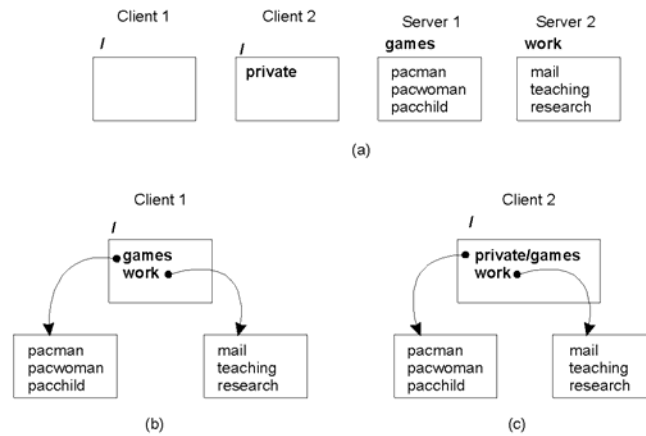 Client 1 Client 2 Server 1 Server 2
/ / games work
private pacman mail
pacwoman teaching
pacchild research
(a)
Client 1 Client 2
/ /
games private/games
work work
pacman mail pacman mail
pacwoman teaching pacwoman teaching
pacchild research pacchild research
(b) (c)